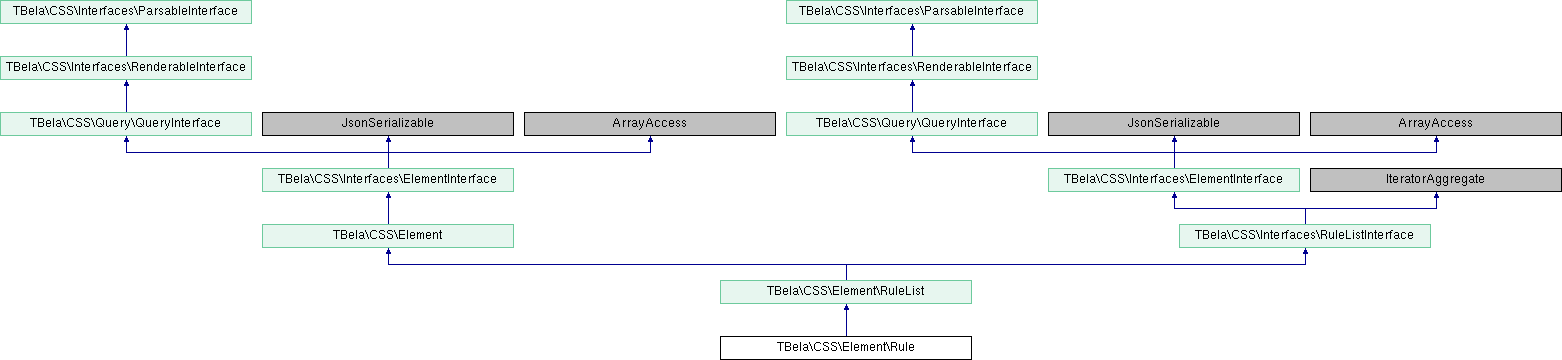 TBela\CSS\Interfaces\ParsableInterface
TBela\CSS\Interfaces\ParsableInterface
TBela\CSS\Interfaces\RenderableInterface
TBela\CSS\Interfaces\RenderableInterface
TBela\CSS\Query\QueryInterface
JsonSerializable
ArrayAccess
TBela\CSS\Query\QueryInterface
JsonSerializable
ArrayAccess
TBela\CSS\Interfaces\ElementInterface
TBela\CSS\Interfaces\ElementInterface
IteratorAggregate
TBela\CSS\Element
TBela\CSS\Interfaces\RuleListInterface
TBela\CSS\Element\RuleList
TBela\CSS\Element\Rule